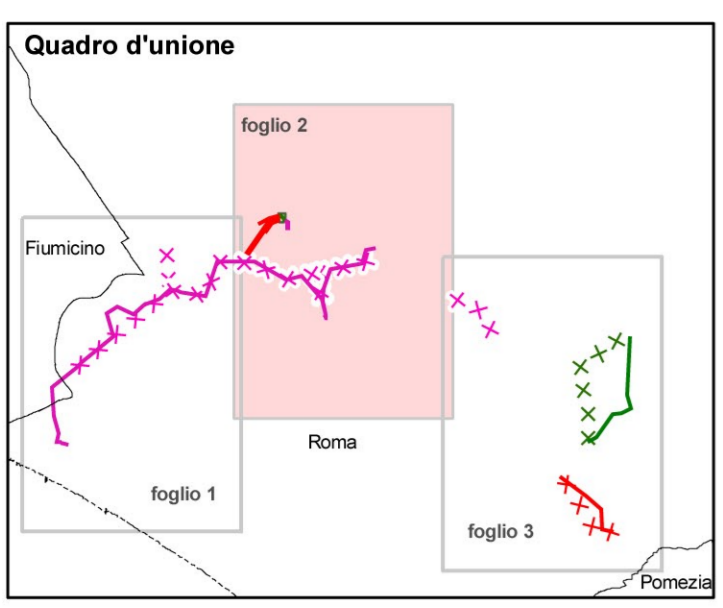 Quadro d'unione
foglio 2
Fiumicino
Roma
foglio 1
foglio 3
Pomezia